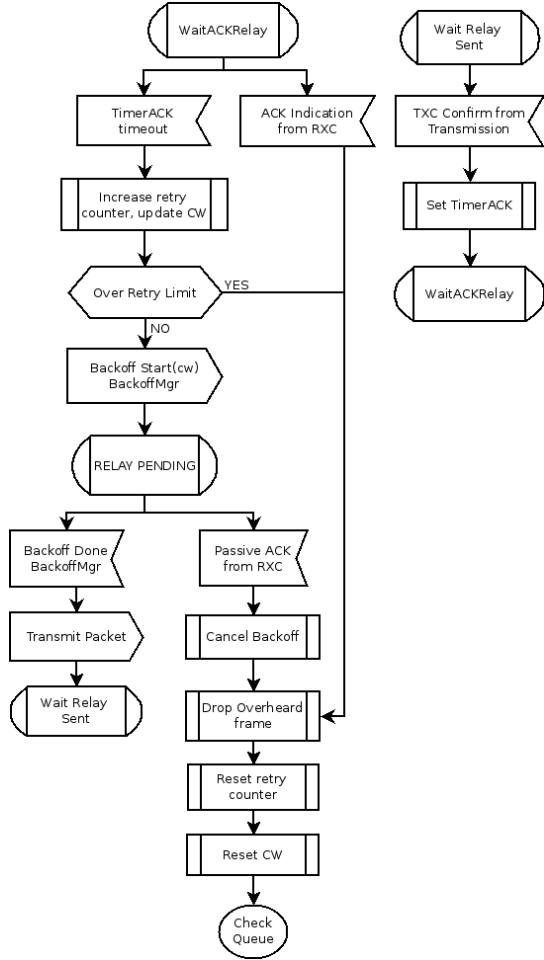 WaitACKRelay
TimerACK
timeout
ACK Indication
from RXC
Increase retry
counter, update CW
Over Retry Limit
YES
NO
Backoff Start(cw)
BackoffMgr
RELAY PENDING
Backoff Done
BackoffMgr
Passive ACK
from RXC
Transmit Packet
Cancel Backoff
Wait Relay
Sent
Drop Overheard
frame
Reset retry
counter
Reset CW
Check
Queue
Wait Relay
Sent
TXC Confirm from
Transmission
Set TimerACK
WaitACKRelay